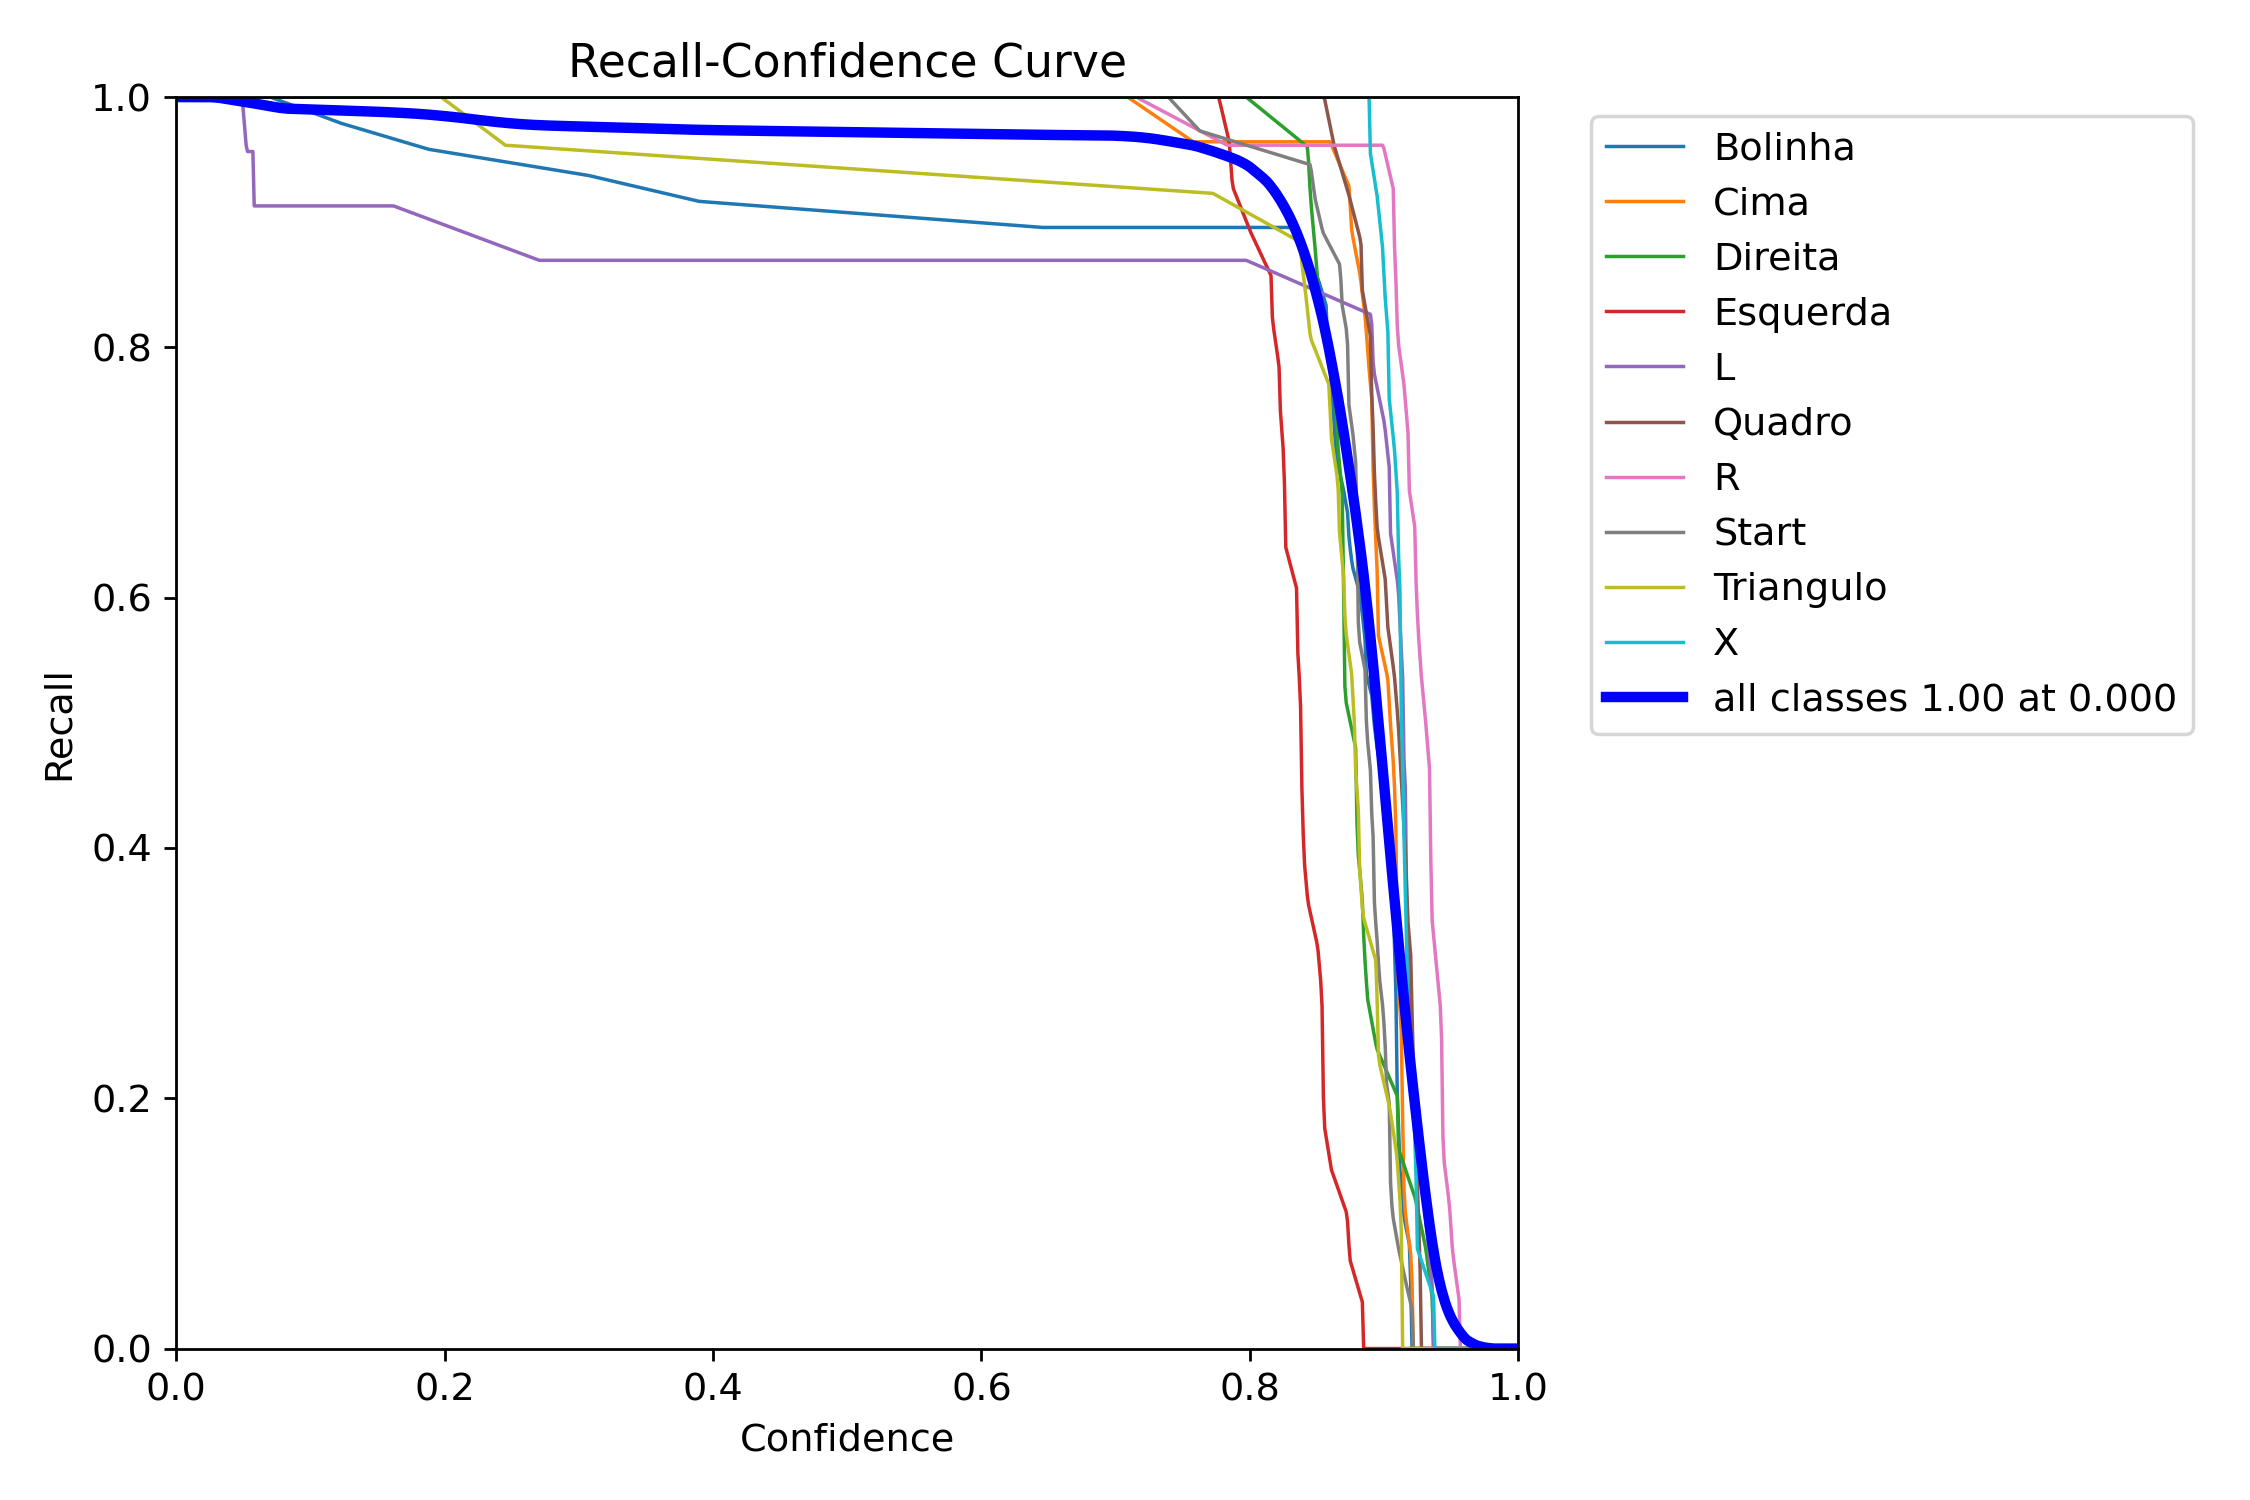 Recall-Confidence Curve
1.0
0.8
0.6
0.4
0.2
0.0
Recall
0.0 0.2 0.4 0.6 0.8 1.0
Confidence
Bolinha
Cima
Direita
Esquerda
L
Quadro
R
Start
Triangulo
X
all classes 1.00 at 0.000